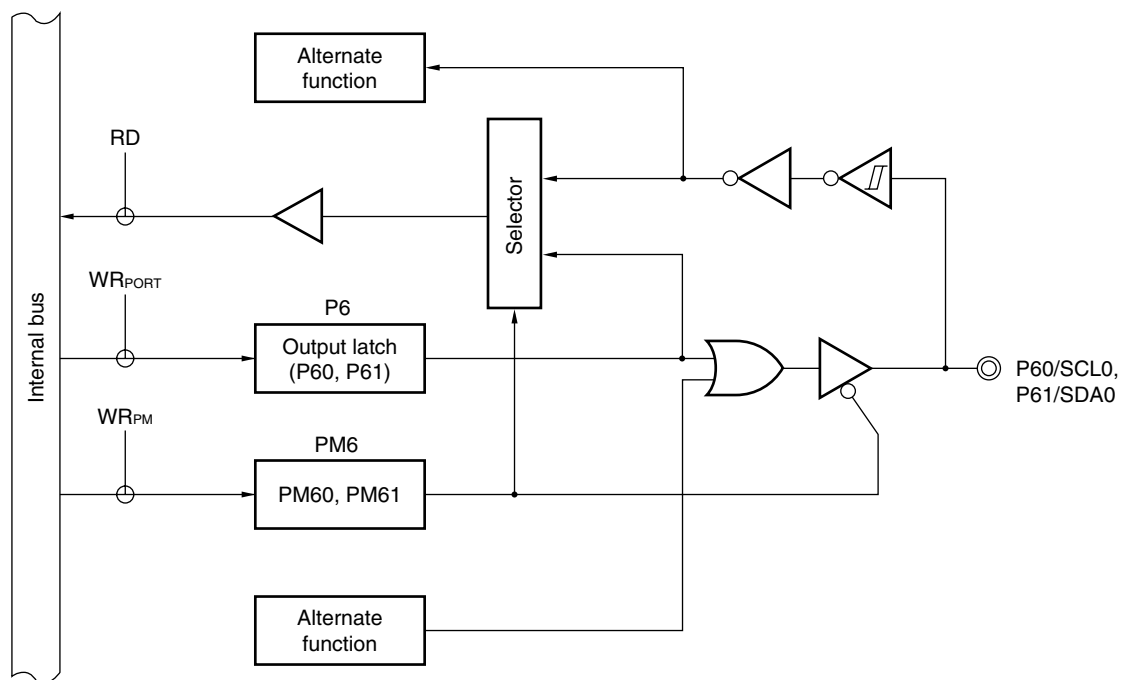 Alternate
function
RD
Selector
WRPORT
P6
Internal bus
Output latch
(P60, P61)
P60/SCL0,
P61/SDA0
WRPM
PM6
PM60, PM61
Alternate
function